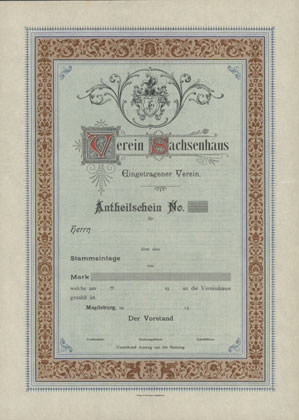 Verein Sachsenhaus
Eingetragener Verein.
Antheilschein No.
für
Herrn
über eine
Stammeinlage
von
Mark
welche am 19 an die Vereinskasse
gezahlt ist.
Magdeburg, 19
Der Vorstand